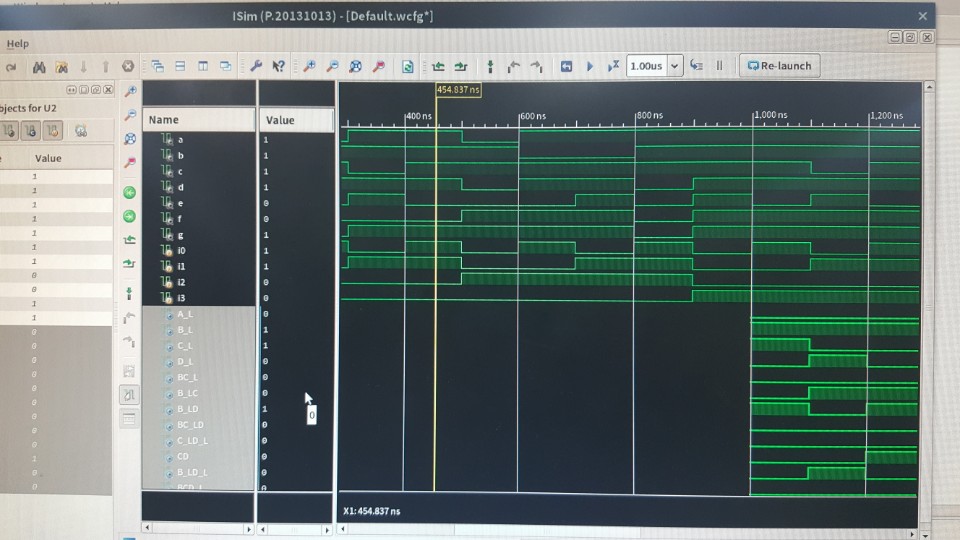 ISim (P.20131013) - [Default.wcfg*]
Help
1.00us
Re-launch
bjects for U2
Value
1
1
1
1
1
1
1
0
0
1
1
0
0
0
0
0
0
0
0
0
1
0
0
Name Value
a 1
b 1
c 1
d 1
e 0
f 0
g 1
i0 1
i1 1
i2 0
i3 0
A_L 0
B_L 1
C_L 1
D_L 0
BC_L 0
B_LC 0
B_LD 1
BC_LD 0
C_LD_L 0
CD 0
B_LD_L 0
0
454.837 ns
400 ns 600 ns 800 ns 1,000 ns 1,200 ns
X1: 454.837 ns